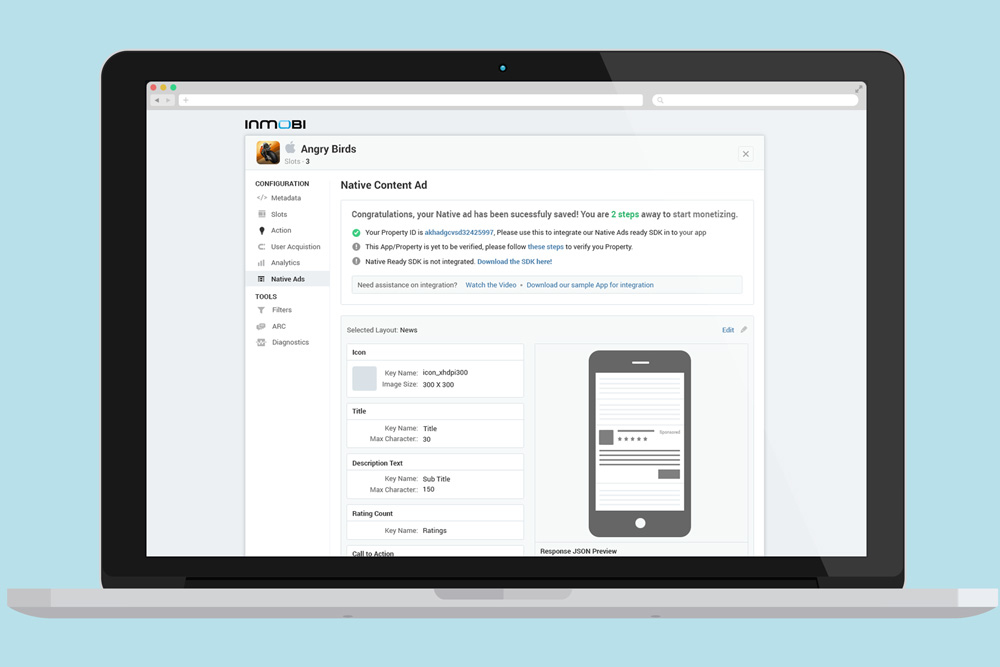 INMOBI
Angry Birds
Slots - 3
CONFIGURATION
</> Metadata
Slots
Action
User Acquistion
Analytics
Native Ads
TOOLS
Filters
ARC
Diagnostics
Native Content Ad
Congratulations, your Native ad has been sucessfuly saved! You are 2 steps away to start monetizing.
Your Property ID is akhadgcvsd32425997, Please use this to integrate our Native Ads ready SDK in to your app
This App/Property is yet to be verified, please follow these steps to verify you Property.
Native Ready SDK is not integrated. Download the SDK here!
Need assistance on integration? Watch the Video • Download our sample App for integration
Selected Layout: News
Edit
Icon
Key Name: icon_xhdpi300
Image Size: 300 X 300
Title
Key Name: Title
Max Character: 30
Description Text
Key Name: Sub Title
Max Character:: 150
Rating Count
Key Name: Ratings
Call to Action
Sponsored
Response JSON Preview